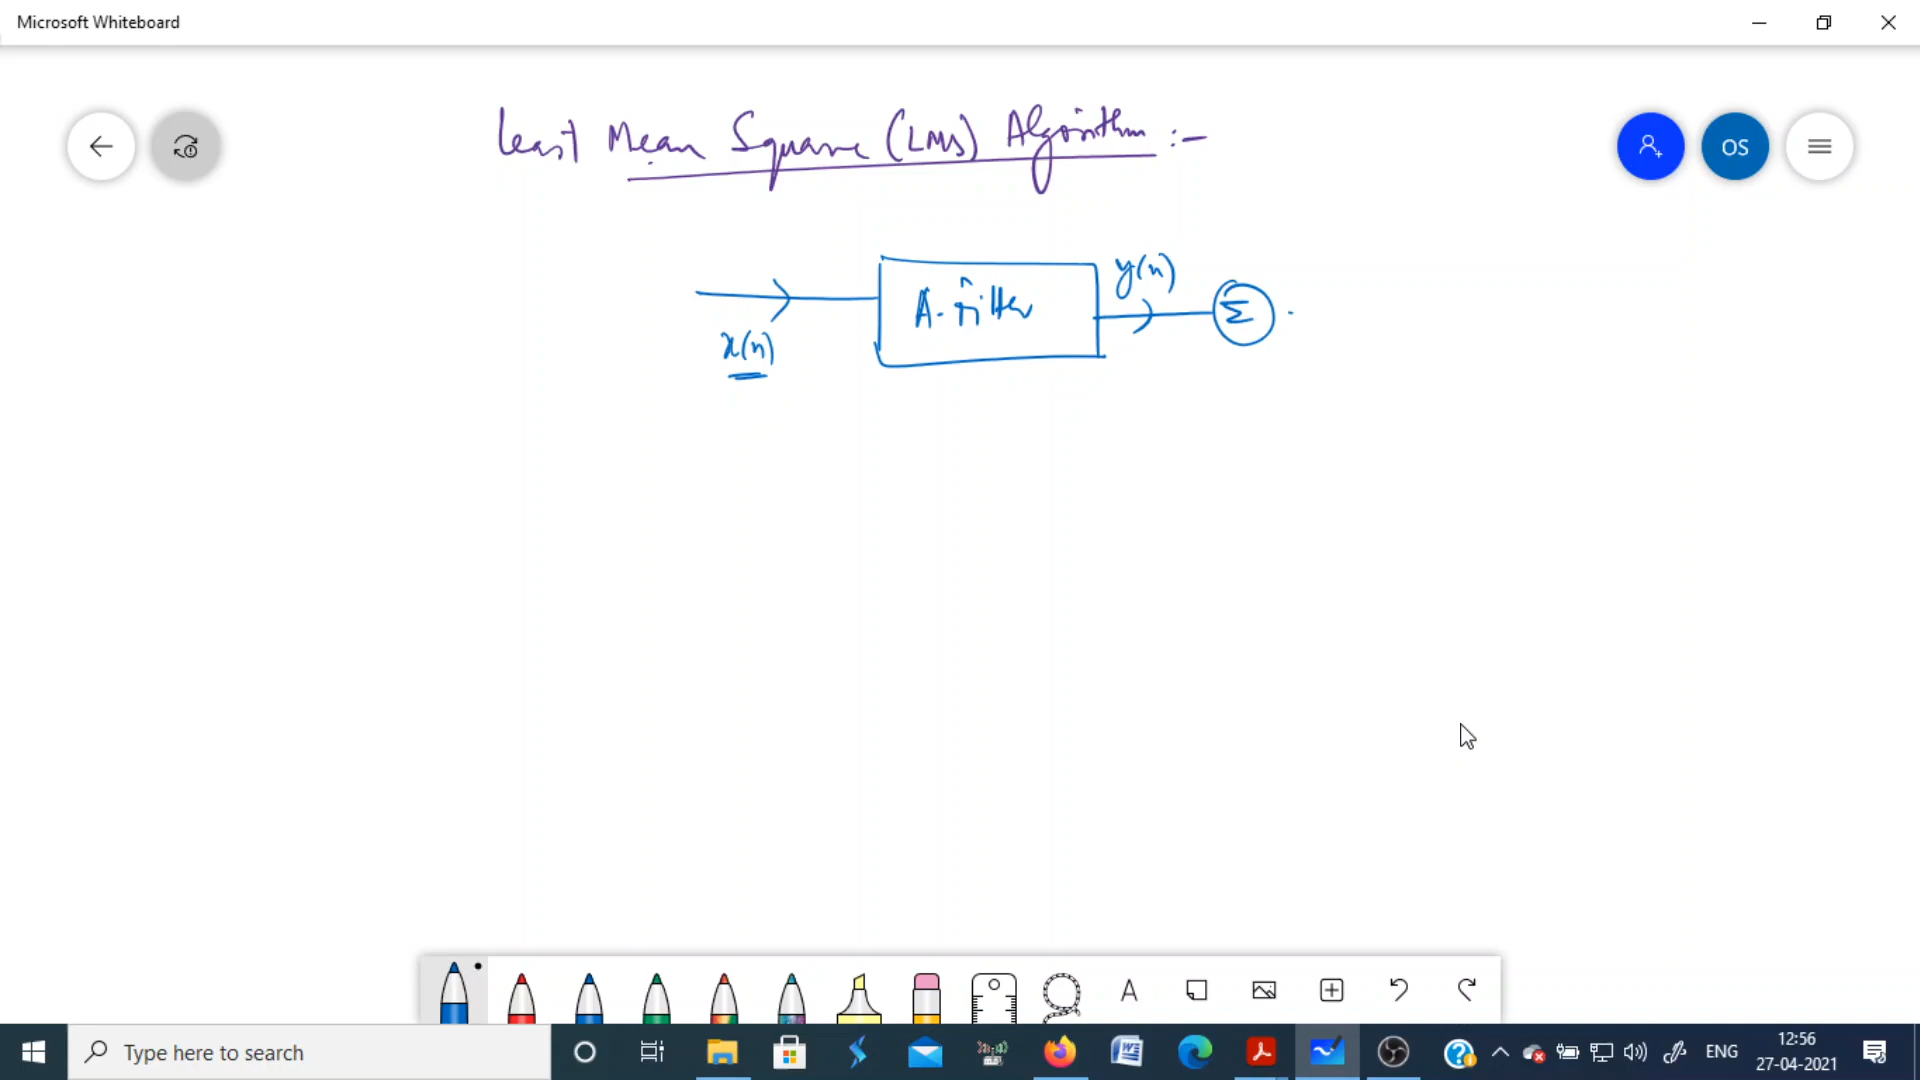 Microsoft Whiteboard
least Mean Square (LMS) Algorithm :-
OS
x(n)
A. Filter
y(n)
Σ
A
Type here to search
ENG
12:56
27-04-2021